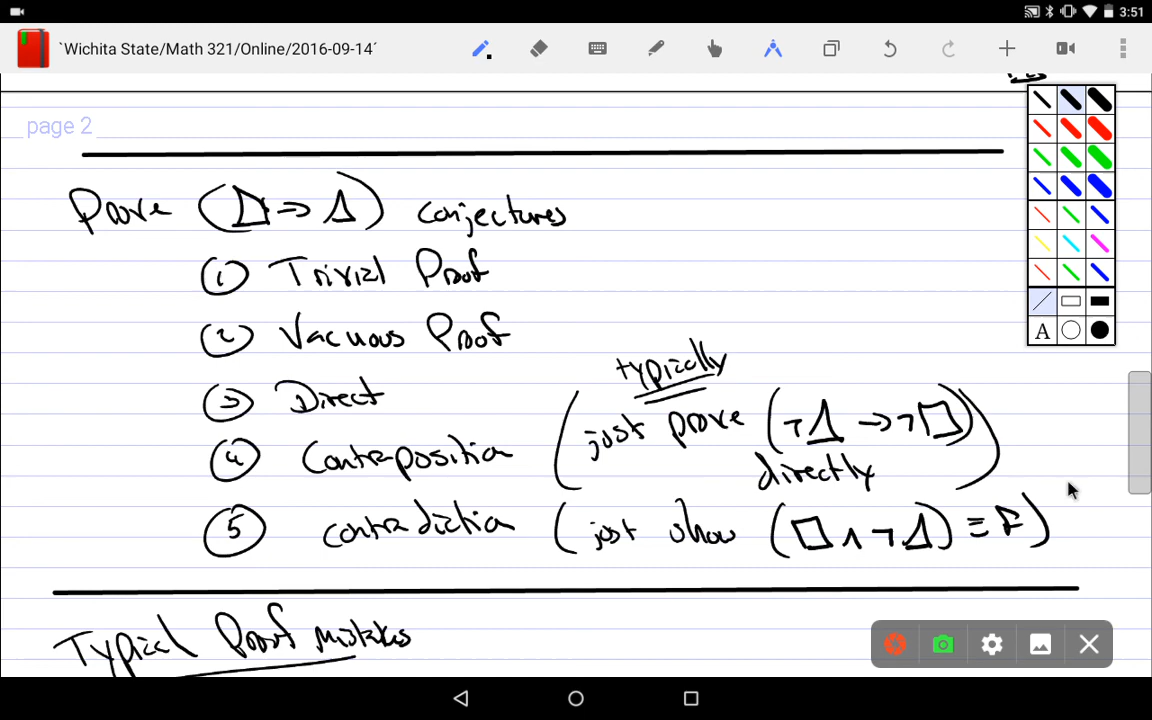 3:51
`Wichita State/Math 321/Online/2016-09-14´
page 2
Prove (□ ⇒ Δ) conjectures
① Trivial Proof
② Vacuous Proof
③ Direct
typically
④ Contraposition (just prove (¬Δ → ¬□) directly)
⑤ contradiction (just show (□ ∧ ¬Δ) ≡ F)
Typical Proof mistakes
A